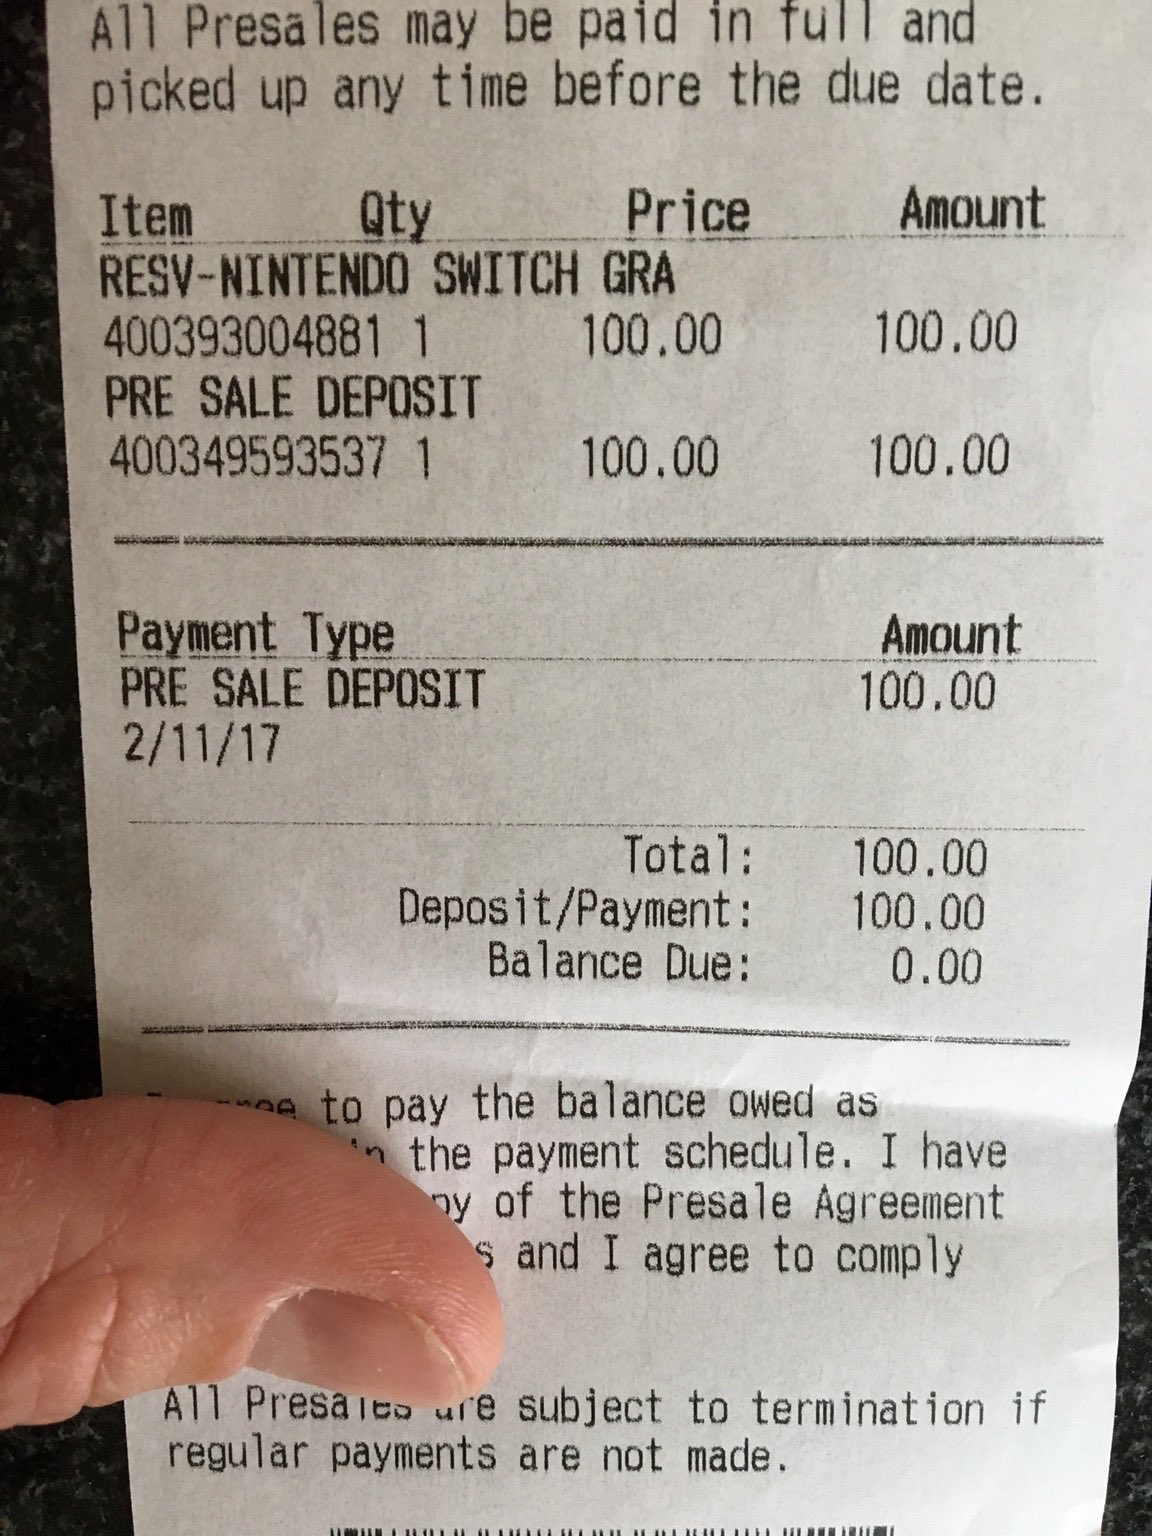 All Presales may be paid in full and
picked up any time before the due date.
Item Qty Price Amount
RESV-NINTENDO SWITCH GRA
400393004881 1 100.00 100.00
PRE SALE DEPOSIT
400349593537 1 100.00 100.00
Payment Type Amount
PRE SALE DEPOSIT 100.00
2/11/17
Total: 100.00
Deposit/Payment: 100.00
Balance Due: 0.00
to pay the balance owed as
the payment schedule. I have
of the Presale Agreement
and I agree to comply
All Presales are subject to termination if
regular payments are not made.